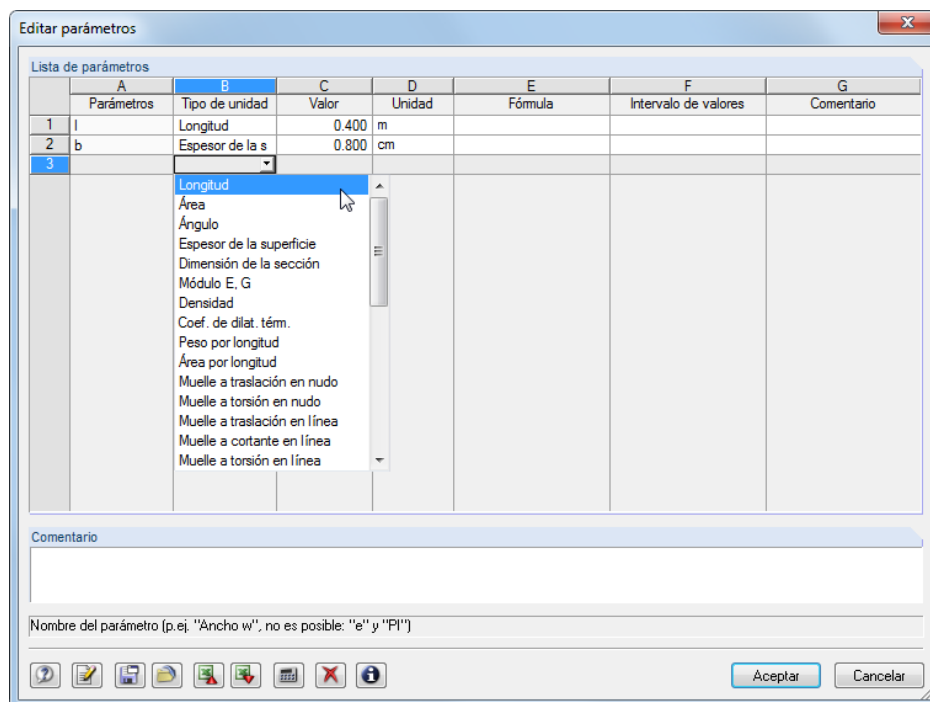 Editar parámetros
Lista de parámetros
A B C D E F G
Parámetros Tipo de unidad Valor Unidad Fórmula Intervalo de valores Comentario
1 l Longitud 0.400 m
2 b Espesor de la s 0.800 cm
3
Longitud
Área
Ángulo
Espesor de la superficie
Dimensión de la sección
Módulo E, G
Densidad
Coef. de dilat. térm.
Peso por longitud
Área por longitud
Muelle a traslación en nudo
Muelle a torsión en nudo
Muelle a traslación en línea
Muelle a cortante en línea
Muelle a torsión en línea
Comentario
Nombre del parámetro (p.ej. "Ancho w", no es posible: "e" y "PI")
Aceptar Cancelar